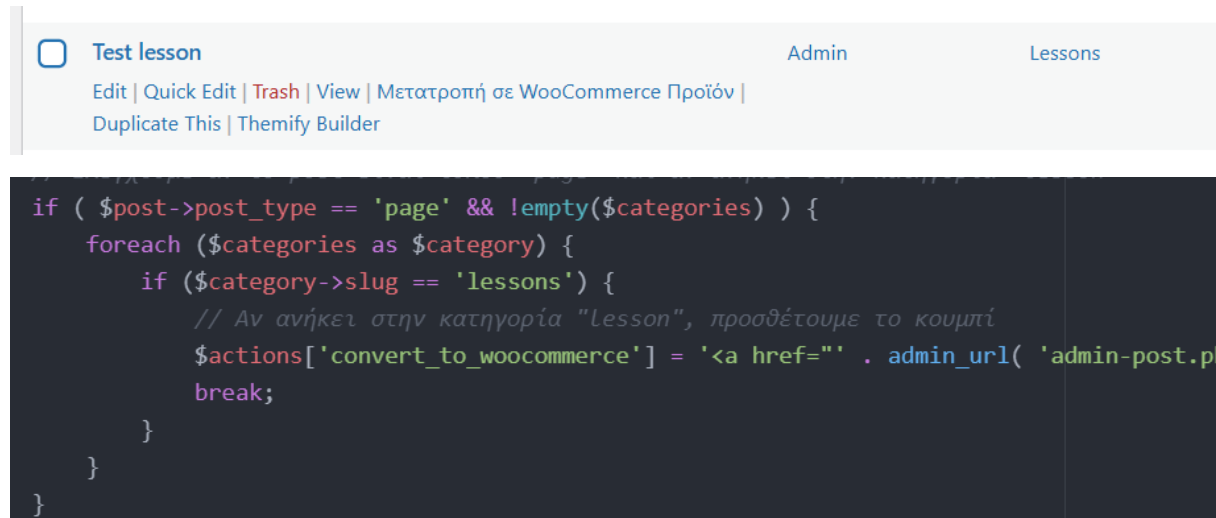 Test lesson Admin Lessons
Edit | Quick Edit | Trash | View | Μετατροπή σε WooCommerce Προϊόν |
Duplicate This | Themify Builder
if ( $post->post_type == 'page' && !empty($categories) ) {
foreach ($categories as $category) {
if ($category->slug == 'lessons') {
// Αν ανήκει στην κατηγορία "lesson", προσθέτουμε το κουμπί
$actions['convert_to_woocommerce'] = '<a href="' . admin_url( 'admin-post.p
break;
}
}
}